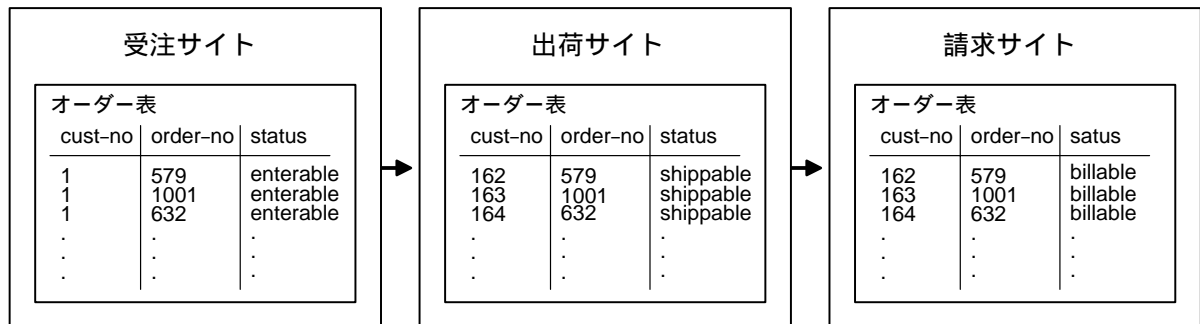 受注サイト
オーダー表
cust–no order–no status
1 579 enterable
1 1001 enterable
1 632 enterable
. . .
. . .
. . .
出荷サイト
オーダー表
cust–no order–no status
162 579 shippable
163 1001 shippable
164 632 shippable
. . .
. . .
. . .
請求サイト
オーダー表
cust–no order–no satus
162 579 billable
163 1001 billable
164 632 billable
. . .
. . .
. . .